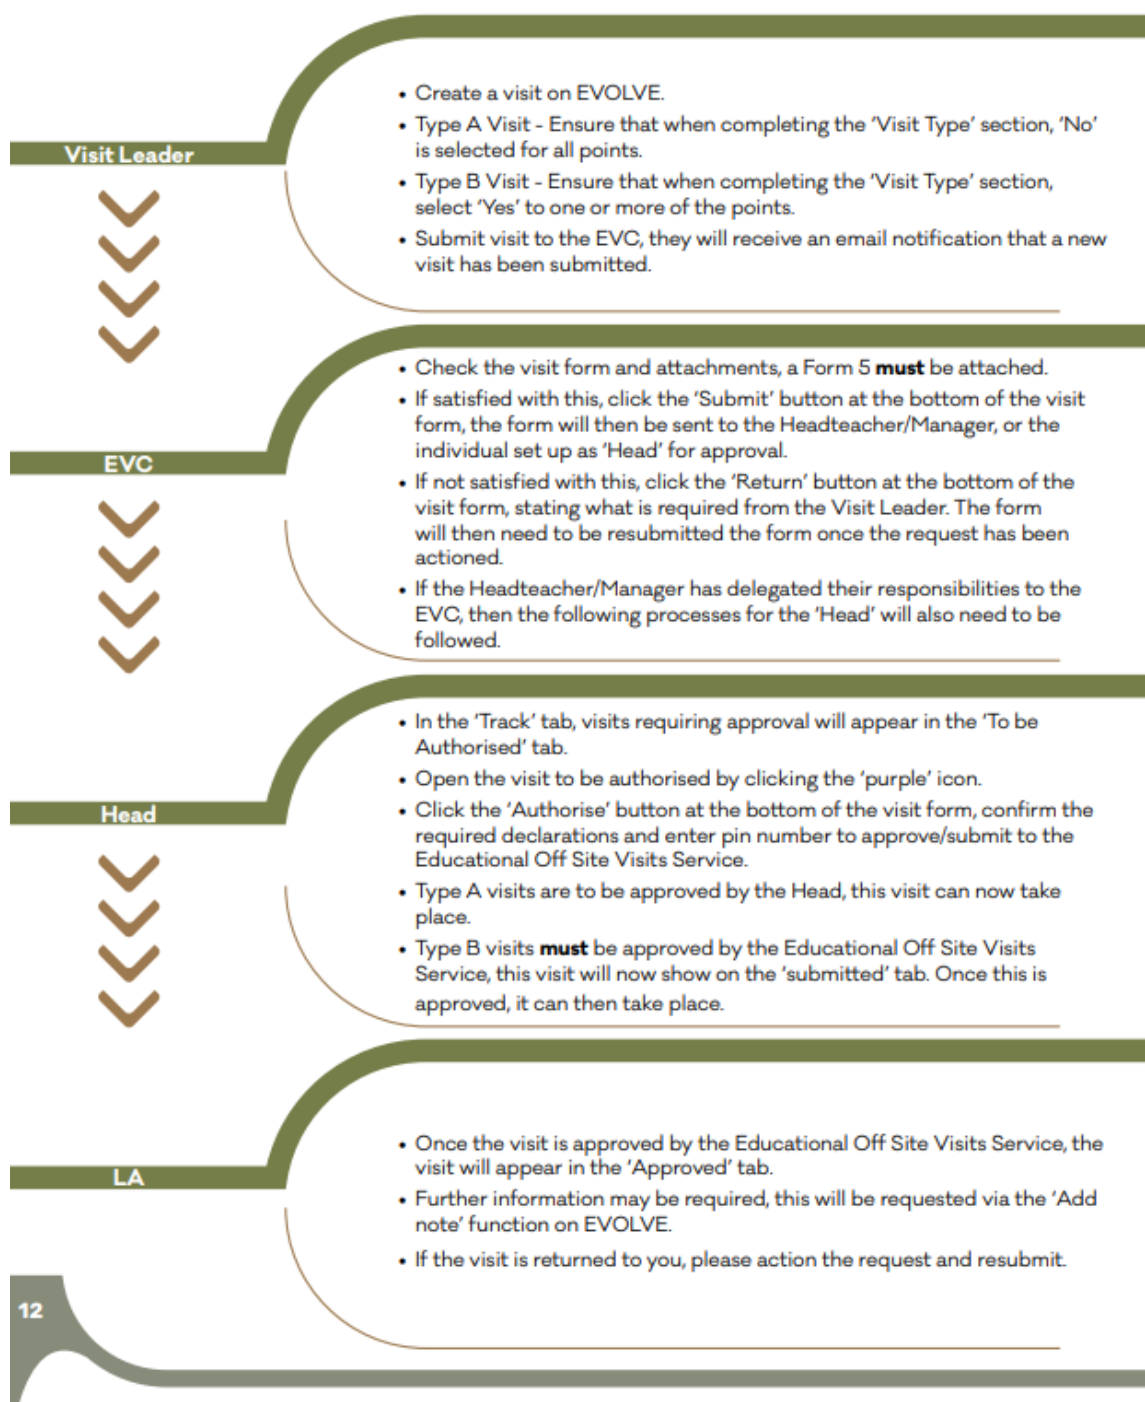 • Create a visit on EVOLVE.
• Type A Visit - Ensure that when completing the ‘Visit Type’ section, ‘No’
is selected for all points.
• Type B Visit - Ensure that when completing the ‘Visit Type’ section,
select ‘Yes’ to one or more of the points.
• Submit visit to the EVC, they will receive an email notification that a new
visit has been submitted.
Visit Leader
• Check the visit form and attachments, a Form 5 must be attached.
• If satisfied with this, click the ‘Submit’ button at the bottom of the visit
form, the form will then be sent to the Headteacher/Manager, or the
individual set up as ‘Head’ for approval.
• If not satisfied with this, click the ‘Return’ button at the bottom of the
visit form, stating what is required from the Visit Leader. The form
will then need to be resubmitted the form once the request has been
actioned.
• If the Headteacher/Manager has delegated their responsibilities to the
EVC, then the following processes for the ‘Head’ will also need to be
followed.
EVC
• In the ‘Track’ tab, visits requiring approval will appear in the ‘To be
Authorised’ tab.
• Open the visit to be authorised by clicking the ‘purple’ icon.
• Click the ‘Authorise’ button at the bottom of the visit form, confirm the
required declarations and enter pin number to approve/submit to the
Educational Off Site Visits Service.
• Type A visits are to be approved by the Head, this visit can now take
place.
• Type B visits must be approved by the Educational Off Site Visits
Service, this visit will now show on the ‘submitted’ tab. Once this is
approved, it can then take place.
Head
• Once the visit is approved by the Educational Off Site Visits Service, the
visit will appear in the ‘Approved’ tab.
• Further information may be required, this will be requested via the ‘Add
note’ function on EVOLVE.
• If the visit is returned to you, please action the request and resubmit.
LA
12